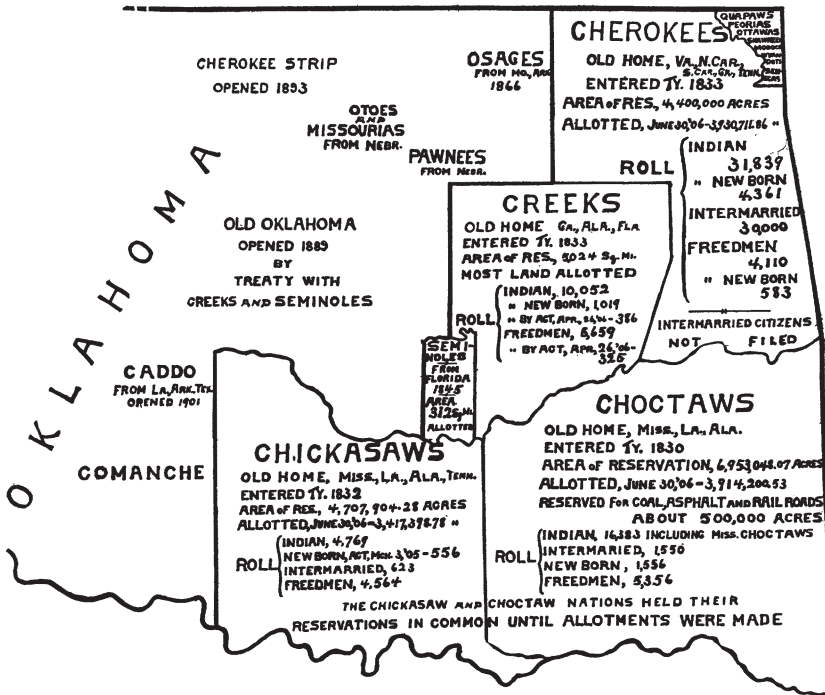 CHEROKEE STRIP
OPENED 1893
OTOES
AND
MISSOURIAS
FROM NEBR.
OSAGES
FROM MO., ARK
1866
PAWNEES
FROM NEBR.
OLD OKLAHOMA
OPENED 1889
BY
TREATY WITH
CREEKS AND SEMINOLES
OKLAHOMA
CADDO
FROM LA., ARK., TEX.
OPENED 1901
COMANCHE
QUAPAWS
PEORIAS
OTTAWAS
CHEROKEES
OLD HOME, VA., N.CAR.,
S.CAR., GA., TENN.
ENTERED TY. 1833
AREA OF RES., 4,400,000 ACRES
ALLOTTED, JUNE 30,'06-3,930,711.86 "
ROLL
INDIAN
31,839
" NEW BORN
4,361
INTERMARRIED
30,000
FREEDMEN
4,110
" NEW BORN
583
INTERMARRIED CITIZENS
NOT FILED
CREEKS
OLD HOME GA., ALA., FLA
ENTERED TY. 1833
AREA OF RES., 5,024 SQ. MI.
MOST LAND ALLOTTED
ROLL
INDIAN, 10,052
" NEW BORN, 1,019
" BY ACT, APR., 26,'06-386
FREEDMEN, 5,659
" BY ACT, APR., 26,'06-
325
SEMI-
NOLES
FROM
FLORIDA
1845
AREA
312 SQ. MI.
ALLOTTED
CHICKASAWS
OLD HOME, MISS., LA., ALA., TENN.
ENTERED TY. 1832
AREA OF RES., 4,707,904.28 ACRES
ALLOTTED, JUNE 30,'06-3,417,398.78 "
ROLL
INDIAN, 4,769
NEW BORN, ACT, MCH. 3,'05-556
INTERMARRIED, 623
FREEDMEN, 4,564
CHOCTAWS
OLD HOME, MISS., LA., ALA.
ENTERED TY. 1830
AREA OF RESERVATION, 6,953,048.07 ACRES
ALLOTTED, JUNE 30,'06-3,914,200.53
RESERVED FOR COAL, ASPHALT AND RAILROADS
ABOUT 500,000 ACRES
ROLL
INDIAN, 16,383 INCLUDING MISS. CHOCTAWS
INTERMARIED, 1,550
NEW BORN, 1,556
FREEDMEN, 5,356
THE CHICKASAW AND CHOCTAW NATIONS HELD THEIR
RESERVATIONS IN COMMON UNTIL ALLOTMENTS WERE MADE